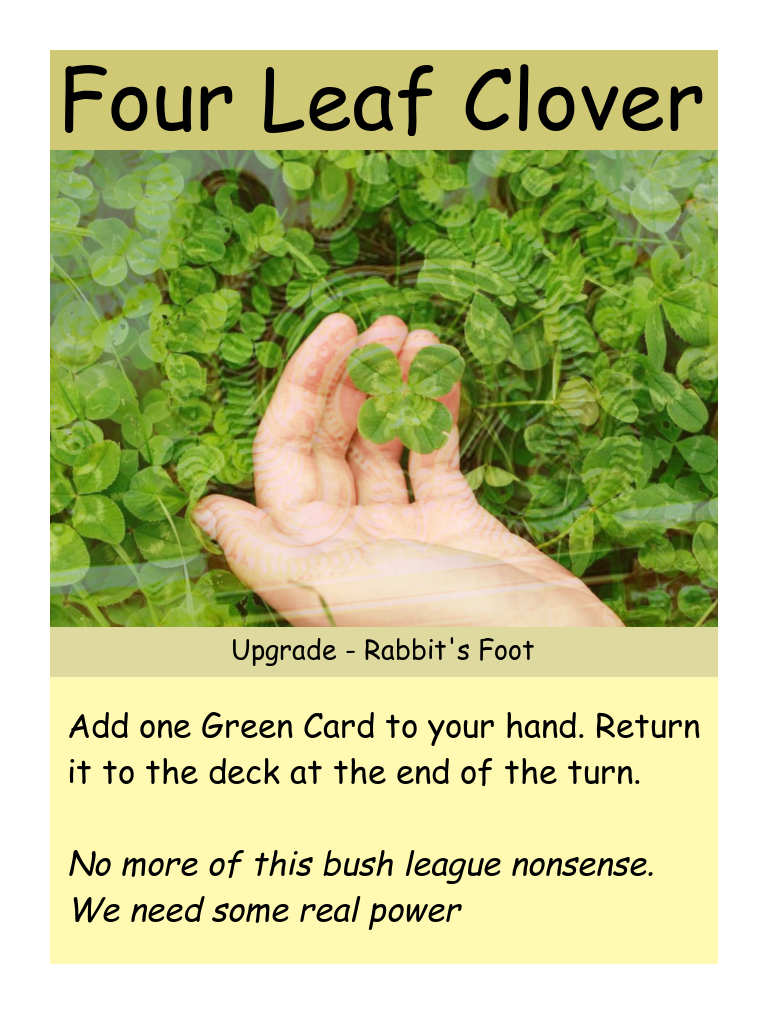 Four Leaf Clover
Upgrade - Rabbit's Foot
Add one Green Card to your hand. Return
it to the deck at the end of the turn.
No more of this bush league nonsense.
We need some real power